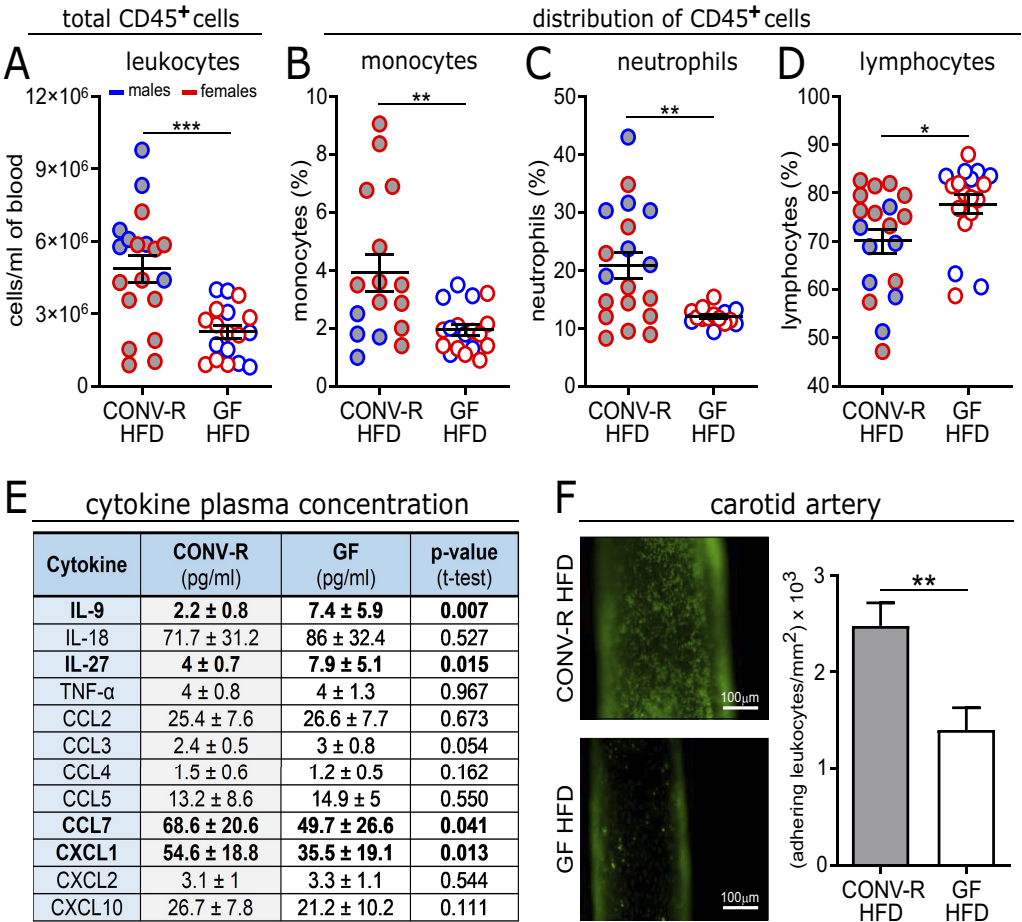 total CD45+ cells
distribution of CD45+ cells
A
leukocytes
males females
***
12×10⁶
9×10⁶
6×10⁶
3×10⁶
0
cells/ml of blood
CONV-R HFD
GF HFD
B
monocytes
**
10
8
6
4
2
0
monocytes (%)
CONV-R HFD
GF HFD
C
neutrophils
**
50
40
30
20
10
0
neutrophils (%)
CONV-R HFD
GF HFD
D
lymphocytes
*
100
90
80
70
60
50
40
lymphocytes (%)
CONV-R HFD
GF HFD
E
cytokine plasma concentration
Cytokine CONV-R (pg/ml) GF (pg/ml) p-value (t-test)
IL-9 2.2 ± 0.8 7.4 ± 5.9 0.007
IL-18 71.7 ± 31.2 86 ± 32.4 0.527
IL-27 4 ± 0.7 7.9 ± 5.1 0.015
TNF-α 4 ± 0.8 4 ± 1.3 0.967
CCL2 25.4 ± 7.6 26.6 ± 7.7 0.673
CCL3 2.4 ± 0.5 3 ± 0.8 0.054
CCL4 1.5 ± 0.6 1.2 ± 0.5 0.162
CCL5 13.2 ± 8.6 14.9 ± 5 0.550
CCL7 68.6 ± 20.6 49.7 ± 26.6 0.041
CXCL1 54.6 ± 18.8 35.5 ± 19.1 0.013
CXCL2 3.1 ± 1 3.3 ± 1.1 0.544
CXCL10 26.7 ± 7.8 21.2 ± 10.2 0.111
F
carotid artery
CONV-R HFD
100µm
GF HFD
100µm
**
3
2
1
0
(adhering leukocytes/mm²) × 10³
CONV-R HFD
GF HFD